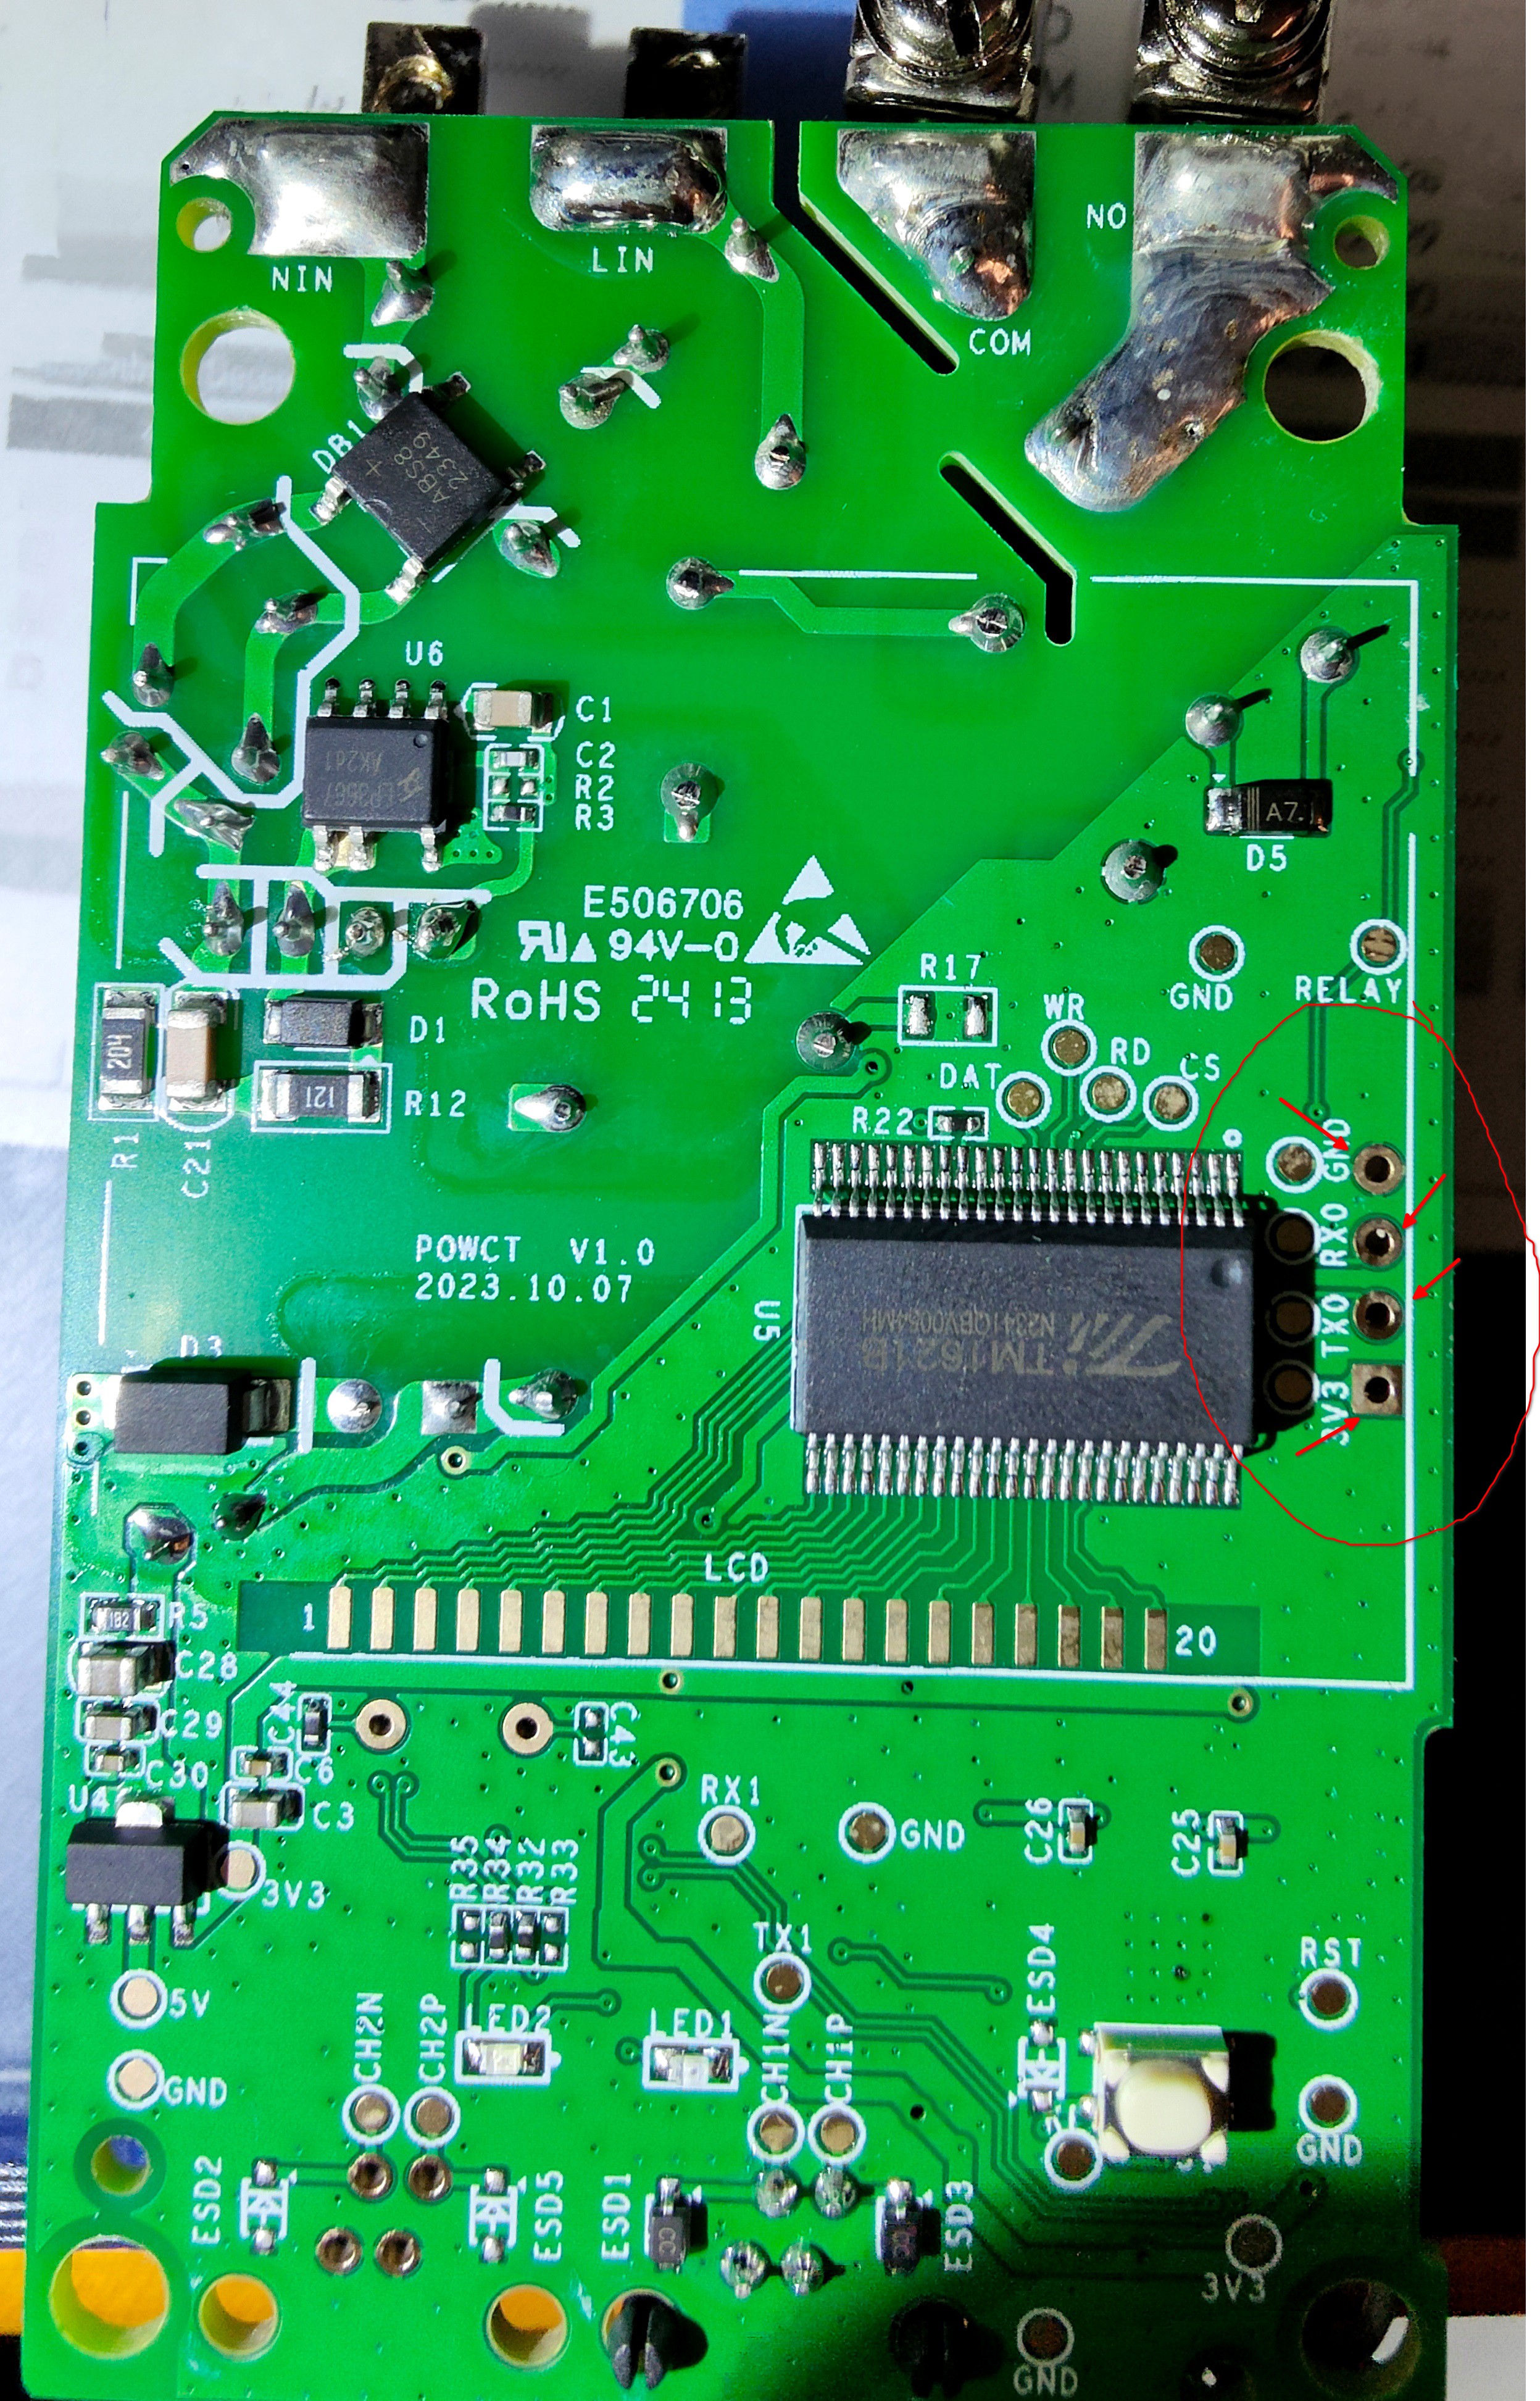 NIN
LIN
COM
NO
DB1
ABS8
2349
+
-
U6
LP3667
AK2d1
C1
C2
R2
R3
E506706
94V-0
RoHS 2413
A7
D5
GND
RELAY
R17
WR
DAT
RD
CS
R22
204
R1
C21
D1
121
R12
GND
RX0
TX0
3V3
POWCT V1.0
2023.10.07
U5
TM1621B
D3
LCD
1
20
182
R5
C28
C29
C30
C44
C6
C3
C43
U4
3V3
5V
GND
R35
R34
R32
R33
RX1
GND
TX1
C26
C25
CH2N
CH2P
LED2
LED1
CH1N
CH1P
ESD4
RST
GND
ESD2
ESD5
ESD1
ESD3
3V3
GND